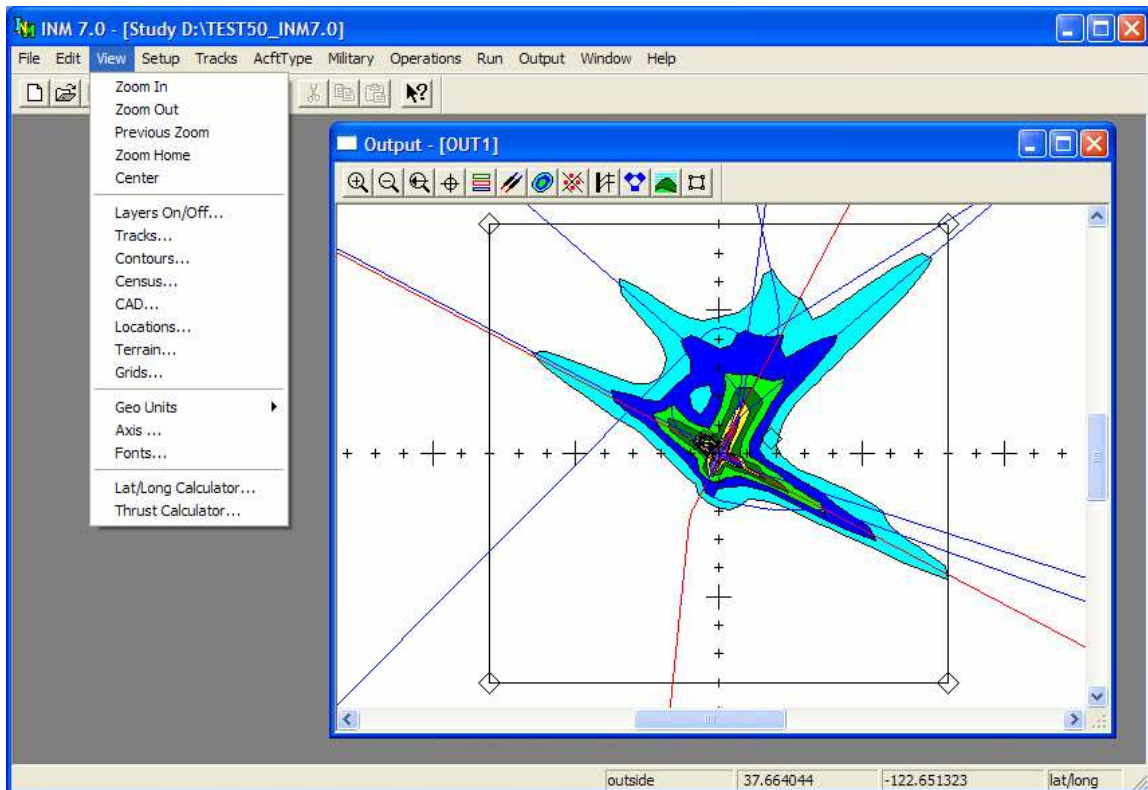 INM 7.0 - [Study D:\TEST50_INM7.0]
File Edit View Setup Tracks AcftType Military Operations Run Output Window Help
Zoom In
Zoom Out
Previous Zoom
Zoom Home
Center
Layers On/Off...
Tracks...
Contours...
Census...
CAD...
Locations...
Terrain...
Grids...
Geo Units
Axis ...
Fonts...
Lat/Long Calculator...
Thrust Calculator...
Output - [OUT1]
outside 37.664044 -122.651323 lat/long